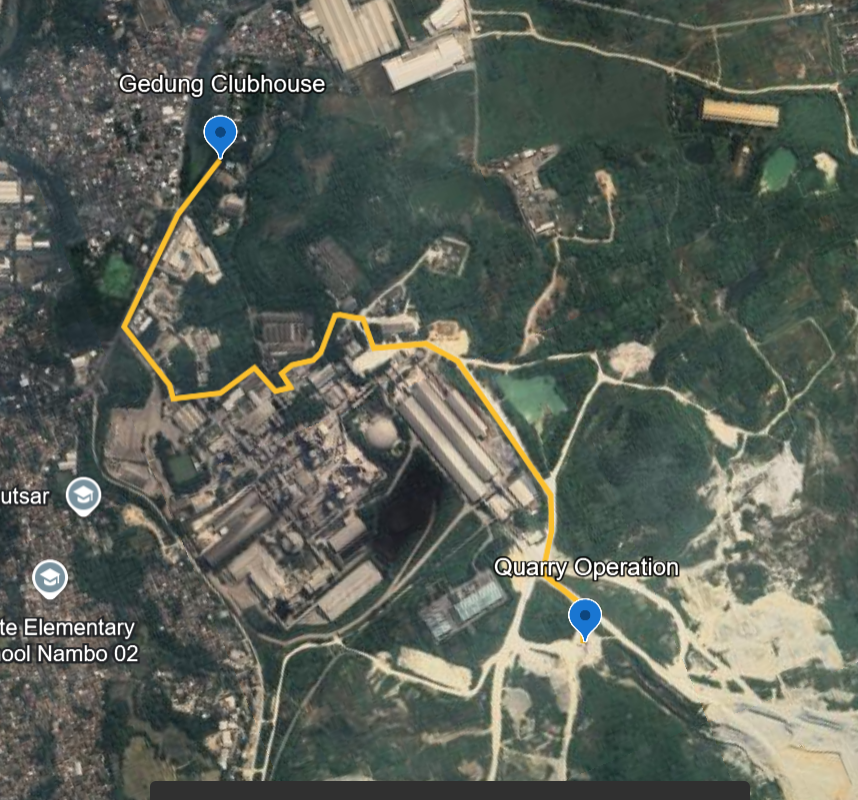 Gedung Clubhouse
utsar
Quarry Operation
te Elementary
ool Nambo 02